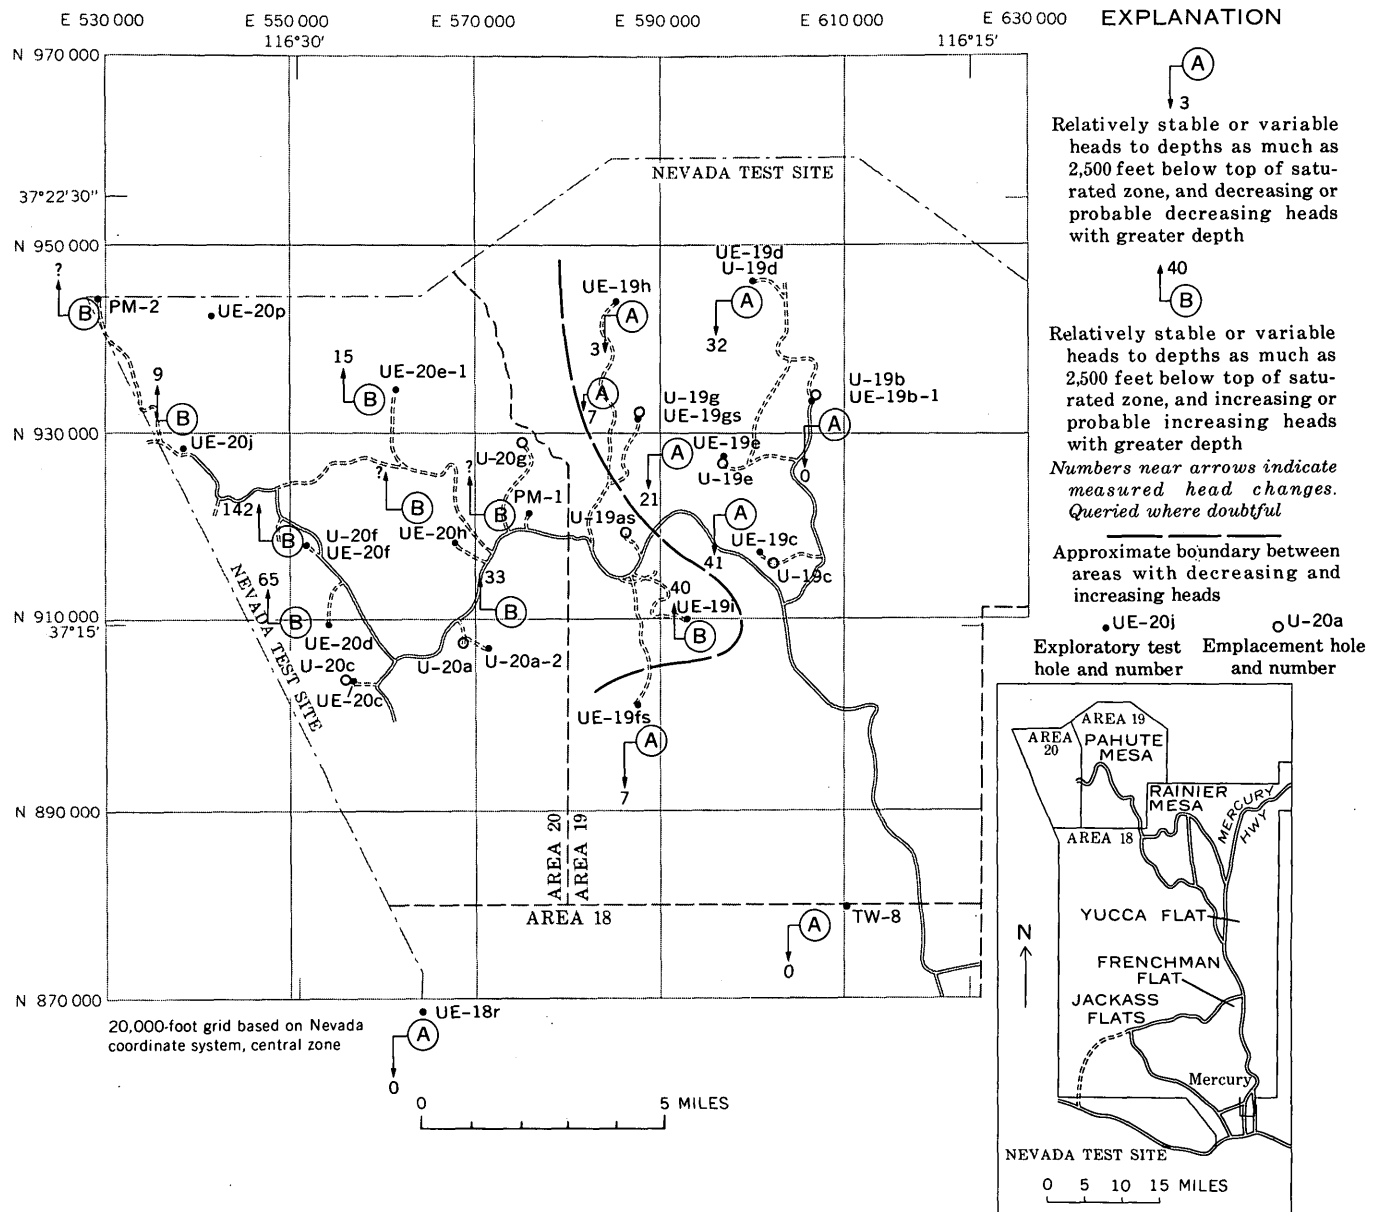 E 530 000 E 550 000 E 570 000 E 590 000 E 610 000 E 630 000
116°30' 116°15'
N 970 000
37°22'30"
N 950 000
N 930 000
N 910 000
37°15'
N 890 000
N 870 000
NEVADA TEST SITE
UE-19d
U-19d
A
32
UE-19h
A
3
?
B
PM-2
UE-20p
15
B
UE-20e-1
9
B
UE-20j
A
7
U-19g
UE-19gs
A
21
U-19b
UE-19b-1
A
0
UE-19e
U-19e
U-20g
?
B
?
B
PM-1
UE-20h
U-19as
A
41
UE-19c
U-19c
142
B
U-20f
UE-20f
65
B
UE-20d
33
B
40
UE-19i
B
U-20a
U-20a-2
U-20c
UE-20c
NEVADA TEST SITE
UE-19fs
A
7
AREA 20
AREA 19
AREA 18
A
0
TW-8
UE-18r
A
0
20,000-foot grid based on Nevada
coordinate system, central zone
0 5 MILES
EXPLANATION
A
3
Relatively stable or variable
heads to depths as much as
2,500 feet below top of satu-
rated zone, and decreasing or
probable decreasing heads
with greater depth
40
B
Relatively stable or variable
heads to depths as much as
2,500 feet below top of satu-
rated zone, and increasing or
probable increasing heads
with greater depth
Numbers near arrows indicate
measured head changes.
Queried where doubtful
Approximate boundary between
areas with decreasing and
increasing heads
UE-20j
Exploratory test
hole and number
U-20a
Emplacement hole
and number
AREA 19
AREA
20
PAHUTE
MESA
RAINIER
MESA
MERCURY
HWY
AREA 18
YUCCA FLAT
N
FRENCHMAN
FLAT
JACKASS
FLATS
Mercury
NEVADA TEST SITE
0 5 10 15 MILES